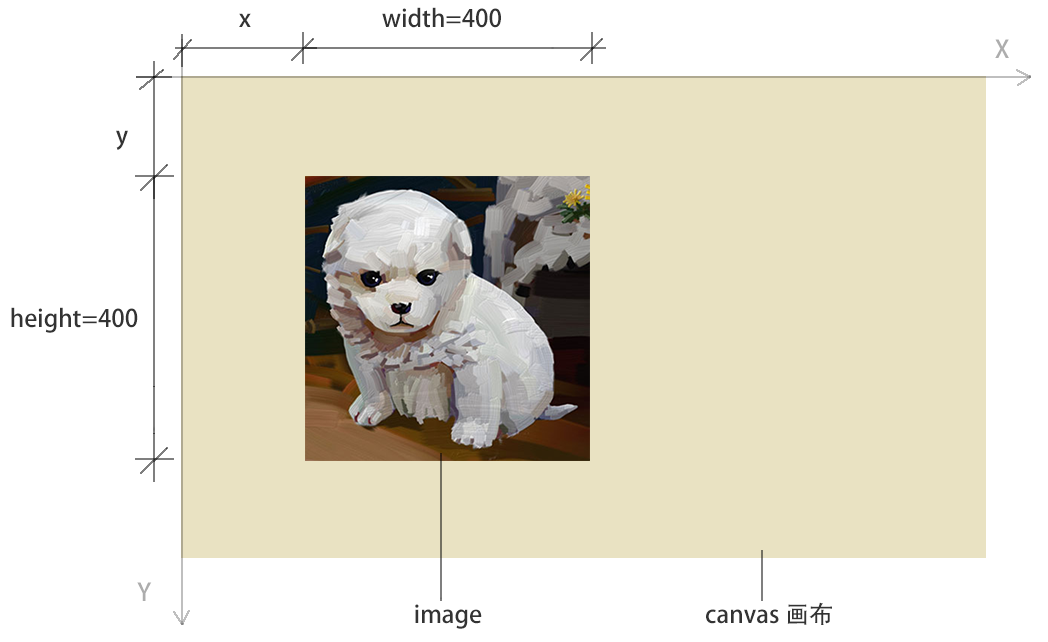 x
width=400
X
y
height=400
Y
image
canvas 画布